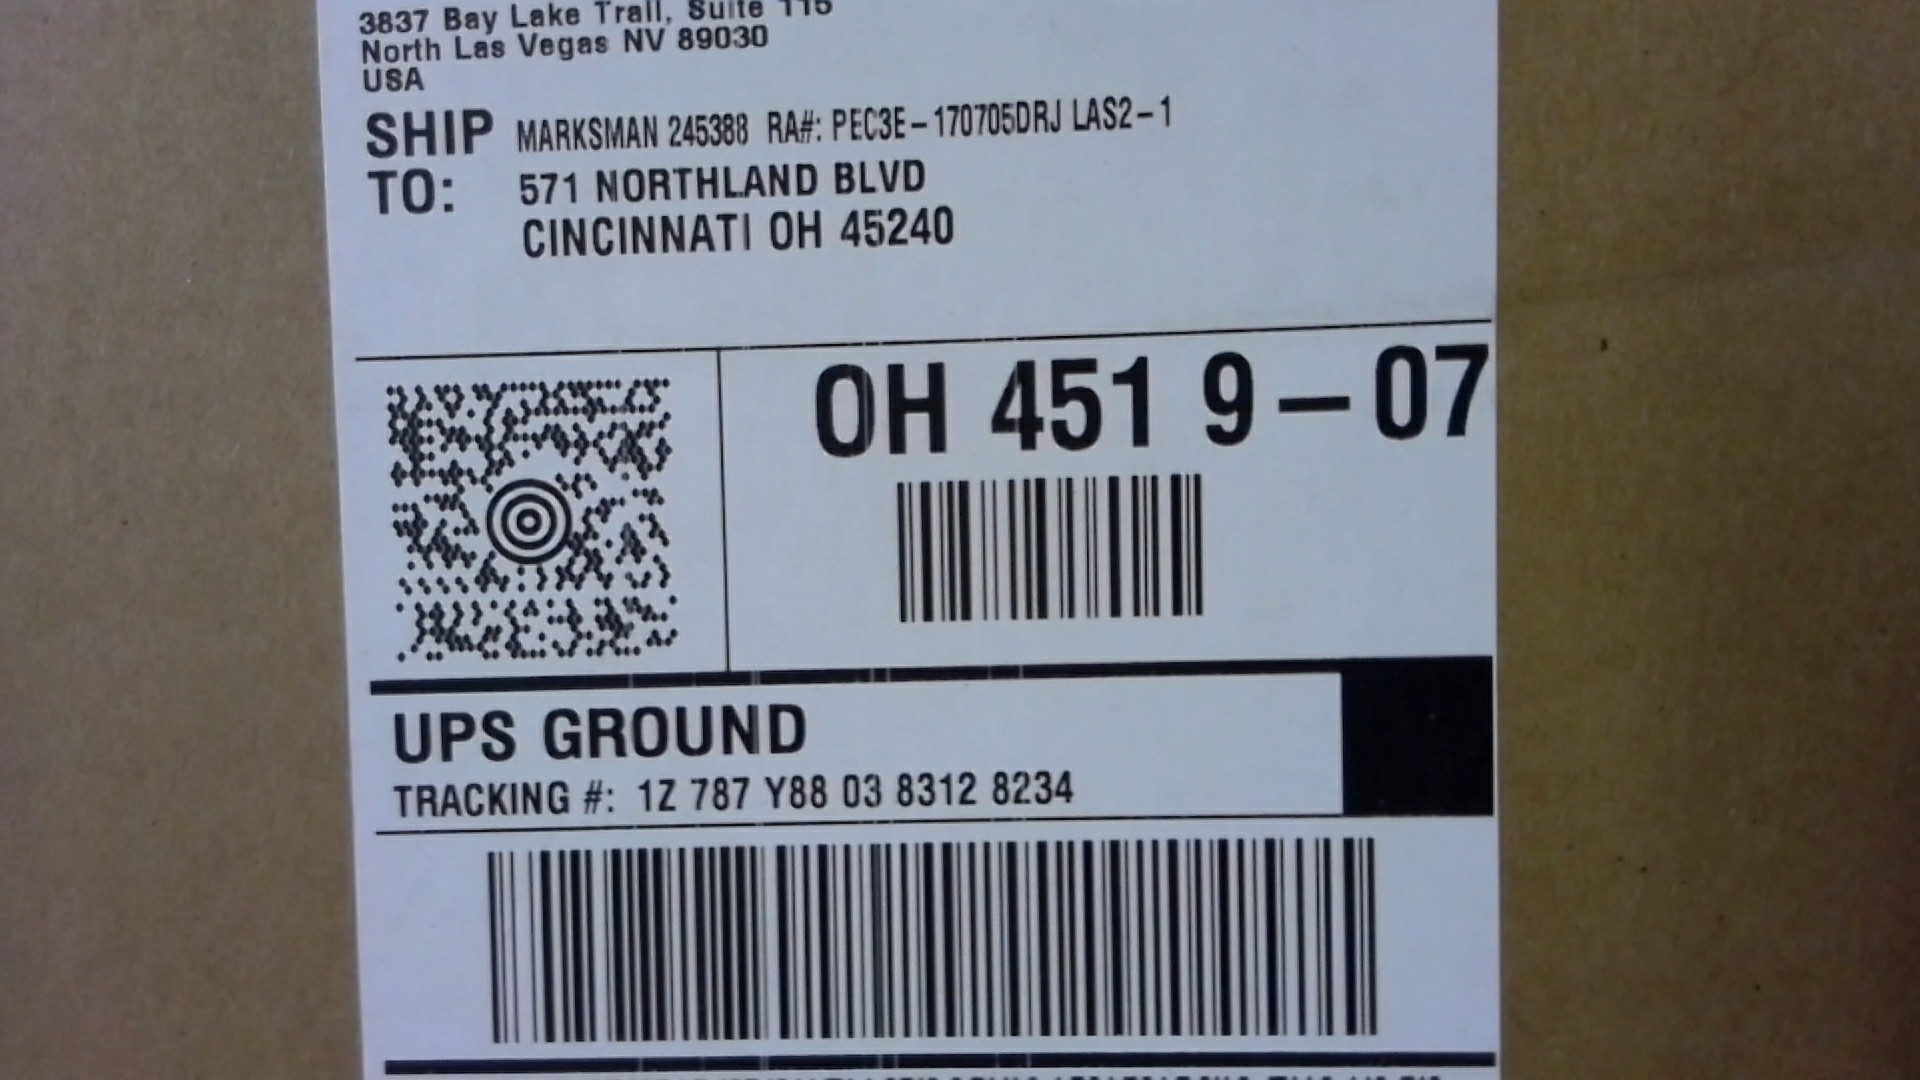 3837 Bay Lake Trail, Suite 115
North Las Vegas NV 89030
USA
SHIP TO: MARKSMAN 245388 RA#: PEC3E-170705DRJ LAS2-1
571 NORTHLAND BLVD
CINCINNATI OH 45240
OH 451 9-07
UPS GROUND
TRACKING #: 1Z 787 Y88 03 8312 8234